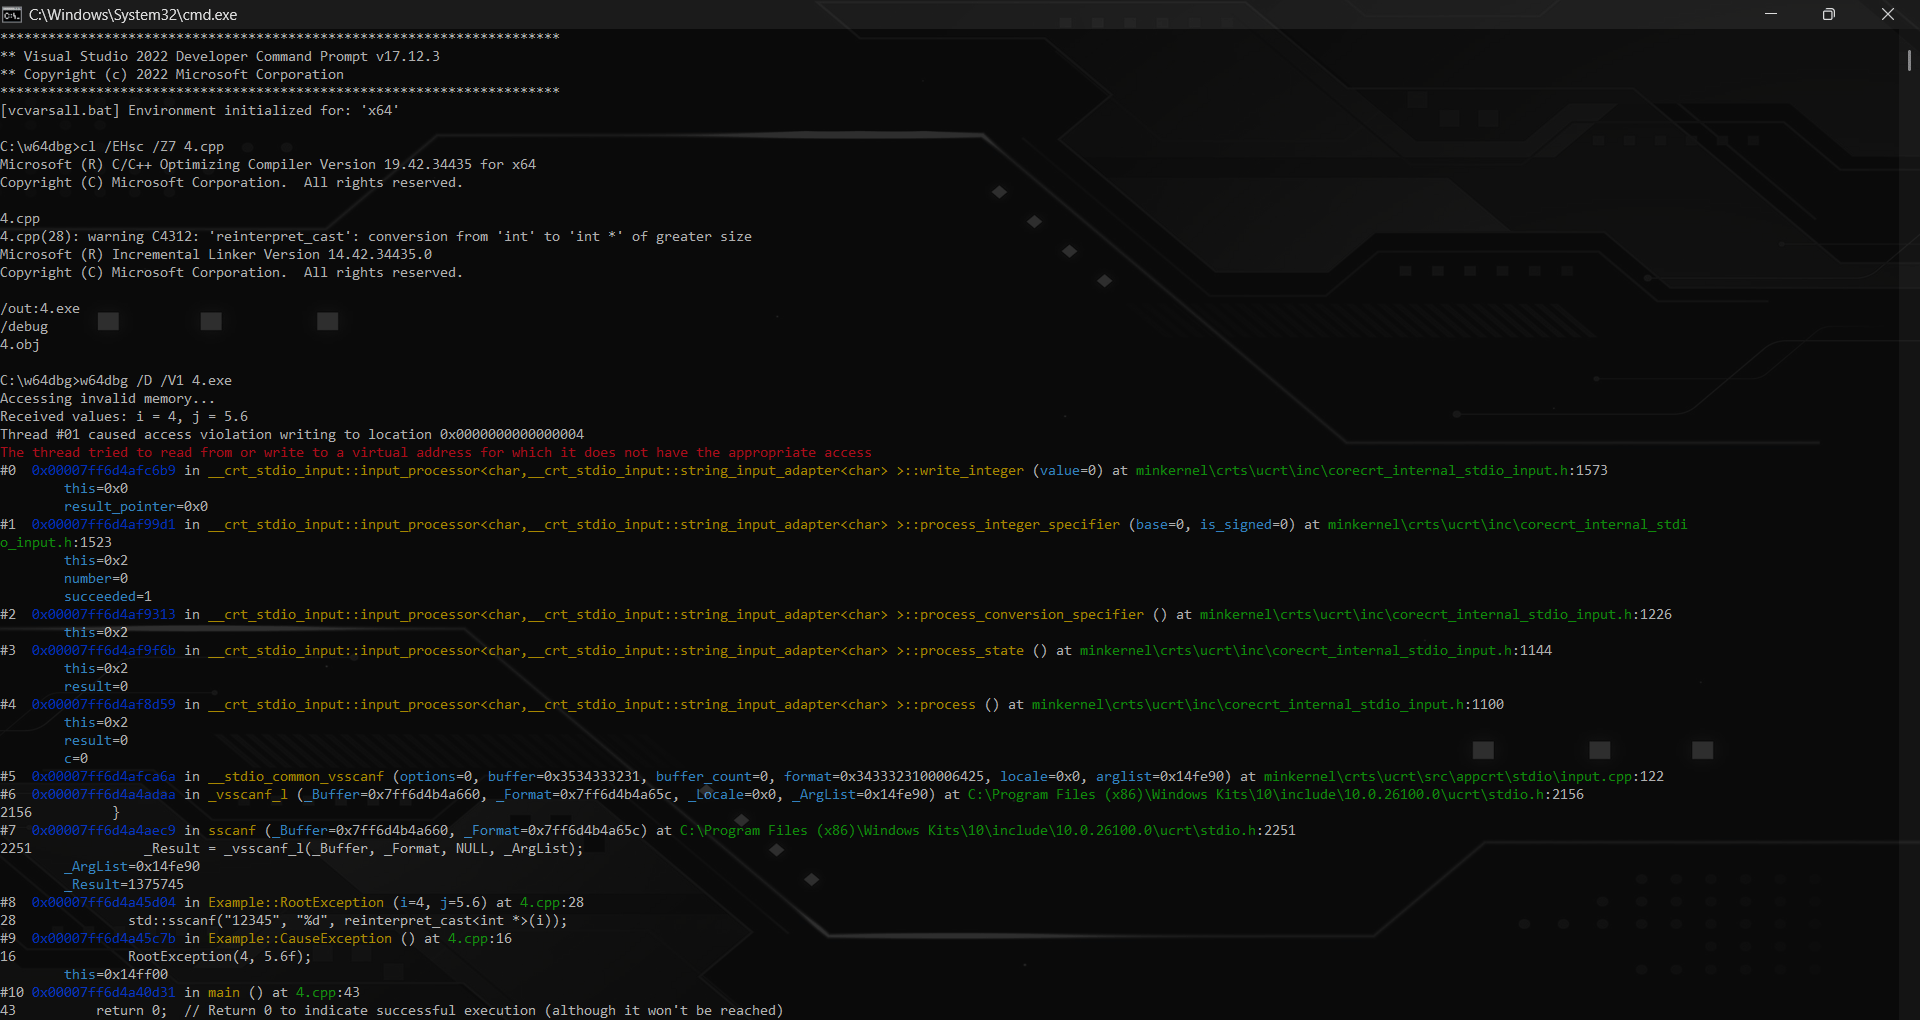 C:\Windows\System32\cmd.exe
**********************************************************************
** Visual Studio 2022 Developer Command Prompt v17.12.3
** Copyright (c) 2022 Microsoft Corporation
**********************************************************************
[vcvarsall.bat] Environment initialized for: 'x64'
C:\w64dbg>cl /EHsc /Z7 4.cpp
Microsoft (R) C/C++ Optimizing Compiler Version 19.42.34435 for x64
Copyright (C) Microsoft Corporation.  All rights reserved.
4.cpp
4.cpp(28): warning C4312: 'reinterpret_cast': conversion from 'int' to 'int *' of greater size
Microsoft (R) Incremental Linker Version 14.42.34435.0
Copyright (C) Microsoft Corporation.  All rights reserved.
/out:4.exe
/debug
4.obj
C:\w64dbg>w64dbg /D /V1 4.exe
Accessing invalid memory...
Received values: i = 4, j = 5.6
Thread #01 caused access violation writing to location 0x0000000000000004
The thread tried to read from or write to a virtual address for which it does not have the appropriate access
#0  0x00007ff6d4afc6b9 in __crt_stdio_input::input_processor<char,__crt_stdio_input::string_input_adapter<char> >::write_integer (value=0) at minkernel\crts\ucrt\inc\corecrt_internal_stdio_input.h:1573
this=0x0
result_pointer=0x0
#1  0x00007ff6d4af99d1 in __crt_stdio_input::input_processor<char,__crt_stdio_input::string_input_adapter<char> >::process_integer_specifier (base=0, is_signed=0) at minkernel\crts\ucrt\inc\corecrt_internal_stdi
o_input.h:1523
this=0x2
number=0
succeeded=1
#2  0x00007ff6d4af9313 in __crt_stdio_input::input_processor<char,__crt_stdio_input::string_input_adapter<char> >::process_conversion_specifier () at minkernel\crts\ucrt\inc\corecrt_internal_stdio_input.h:1226
this=0x2
#3  0x00007ff6d4af9f6b in __crt_stdio_input::input_processor<char,__crt_stdio_input::string_input_adapter<char> >::process_state () at minkernel\crts\ucrt\inc\corecrt_internal_stdio_input.h:1144
this=0x2
result=0
#4  0x00007ff6d4af8d59 in __crt_stdio_input::input_processor<char,__crt_stdio_input::string_input_adapter<char> >::process () at minkernel\crts\ucrt\inc\corecrt_internal_stdio_input.h:1100
this=0x2
result=0
c=0
#5  0x00007ff6d4afca6a in __stdio_common_vsscanf (options=0, buffer=0x3534333231, buffer_count=0, format=0x3433323100006425, locale=0x0, arglist=0x14fe90) at minkernel\crts\ucrt\src\appcrt\stdio\input.cpp:122
#6  0x00007ff6d4a4adaa in _vsscanf_l (_Buffer=0x7ff6d4b4a660, _Format=0x7ff6d4b4a65c, _Locale=0x0, _ArgList=0x14fe90) at C:\Program Files (x86)\Windows Kits\10\include\10.0.26100.0\ucrt\stdio.h:2156
2156          }
#7  0x00007ff6d4a4aec9 in sscanf (_Buffer=0x7ff6d4b4a660, _Format=0x7ff6d4b4a65c) at C:\Program Files (x86)\Windows Kits\10\include\10.0.26100.0\ucrt\stdio.h:2251
2251              _Result = _vsscanf_l(_Buffer, _Format, NULL, _ArgList);
_ArgList=0x14fe90
_Result=1375745
#8  0x00007ff6d4a45d04 in Example::RootException (i=4, j=5.6) at 4.cpp:28
28              std::sscanf("12345", "%d", reinterpret_cast<int *>(i));
#9  0x00007ff6d4a45c7b in Example::CauseException () at 4.cpp:16
16              RootException(4, 5.6f);
this=0x14ff00
#10 0x00007ff6d4a40d31 in main () at 4.cpp:43
43          return 0;  // Return 0 to indicate successful execution (although it won't be reached)